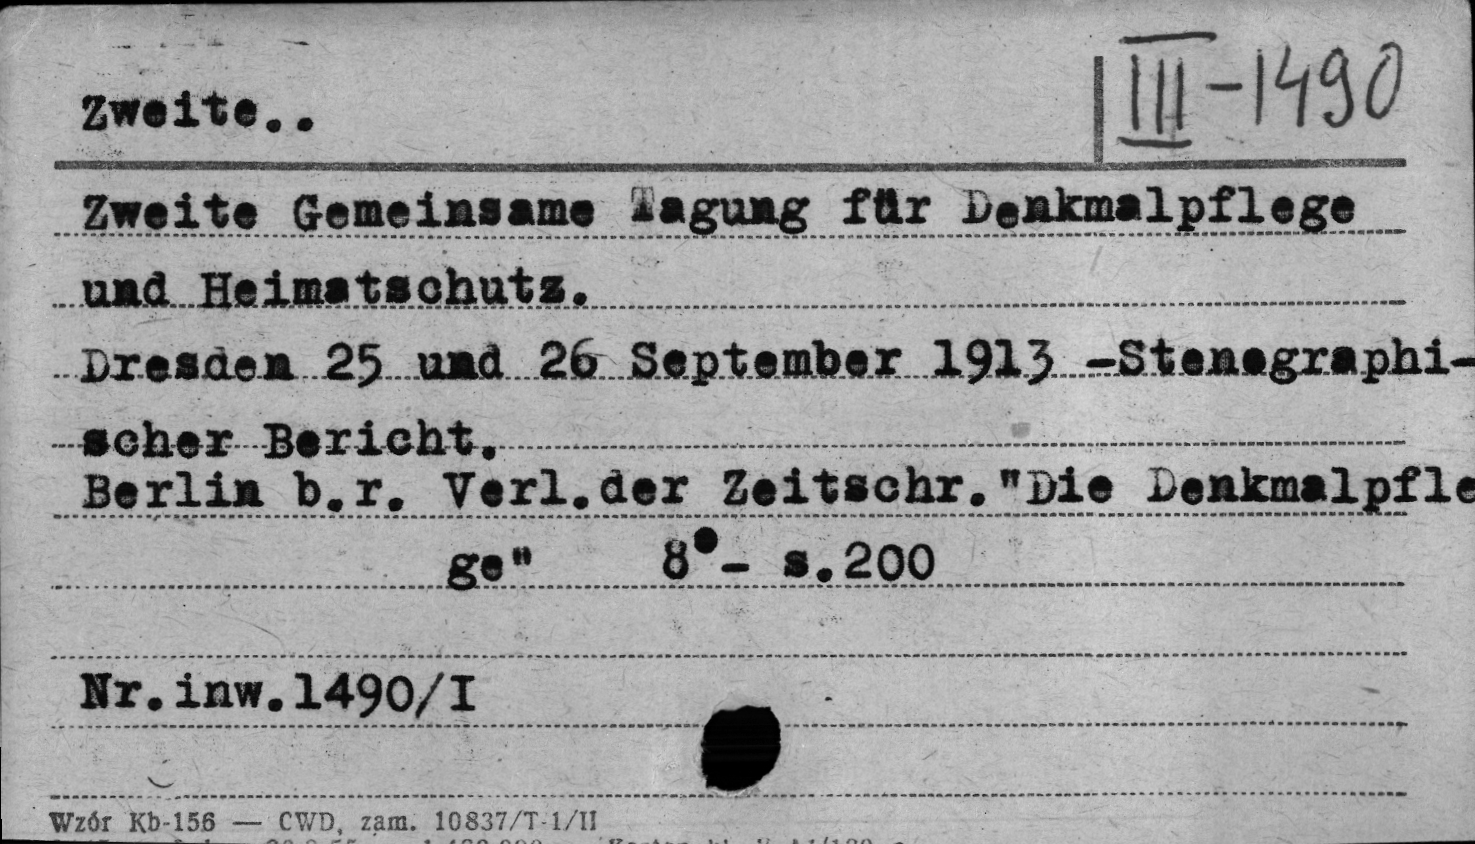 III-1490
Zweite..
Zweite Gemeinsame Tagung für Denkmalpflege
und Heimatschutz.
Dresden 25 und 26 September 1913 -Stenographi-
scher Bericht.
Berlin b.r. Verl.der Zeitschr."Die Denkmalpfle
ge" 8°- s.200
Nr.inw.1490/I
Wzór Kb-156 — CWD, zam. 10837/T-1/II